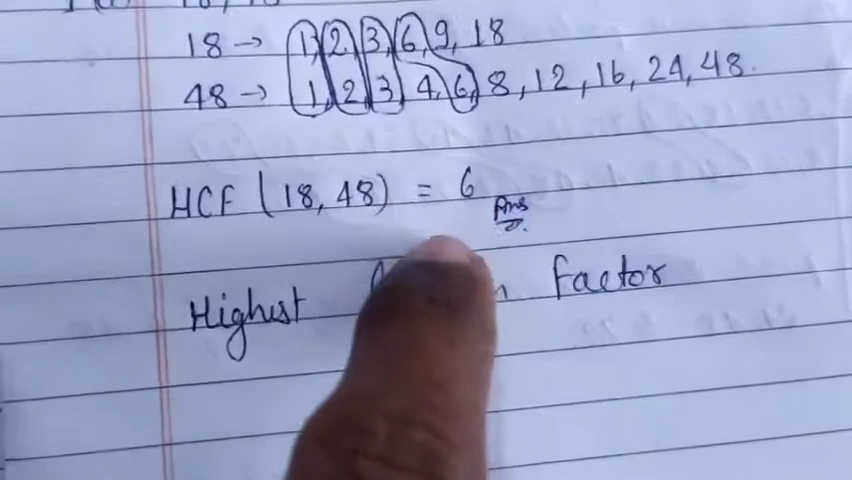 18 → 1, 2, 3, 6, 9, 18
48 → 1, 2, 3, 4, 6, 8, 12, 16, 24, 48.
HCF (18, 48) = 6 Ans
Highest Factor